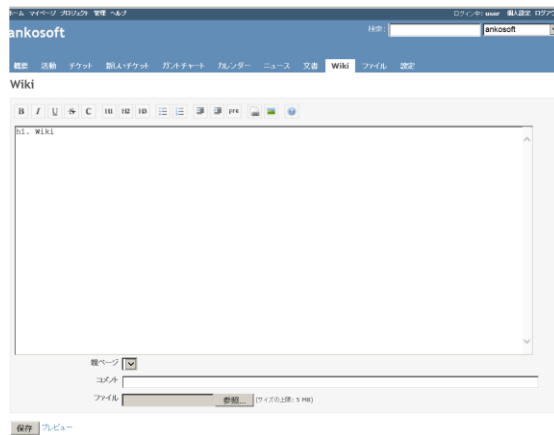 ホーム マイページ プロジェクト 管理 ヘルプ ログイン中: user 個人設定 ログアウ
ankosoft 検索: ankosoft
概要 活動 チケット 新しいチケット ガントチャート カレンダー ニュース 文書 Wiki ファイル 設定
Wiki
B I U S C H1 H2 H3 pre
h1. Wiki
親ページ
コメント
ファイル 参照... (サイズの上限: 5 MB)
保存 プレビュー